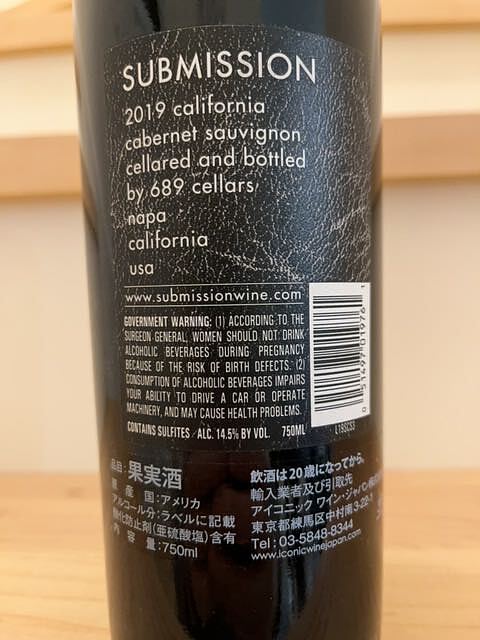 SUBMISSION
2019 california
cabernet sauvignon
cellared and bottled
by 689 cellars
napa
california
usa
www.submissionwine.com
GOVERNMENT WARNING: (1) ACCORDING TO THE
SURGEON GENERAL, WOMEN SHOULD NOT DRINK
ALCOHOLIC BEVERAGES DURING PREGNANCY
BECAUSE OF THE RISK OF BIRTH DEFECTS. (2)
CONSUMPTION OF ALCOHOLIC BEVERAGES IMPAIRS
YOUR ABILITY TO DRIVE A CAR OR OPERATE
MACHINERY, AND MAY CAUSE HEALTH PROBLEMS.
CONTAINS SULFITES ALC. 14.5% BY VOL. 750ML
0 51497 01976 1
L19SCS3
品目:果実酒
原産国:アメリカ
アルコール分:ラベルに記載
酸化防止剤(亜硫酸塩)含有
内容量:750ml
飲酒は20歳になってから。
輸入業者及び引取先
アイコニック ワイン・ジャパン
東京都練馬区中村南3-22-1
Tel : 03-5848-8344
www.iconicwinejapan.com